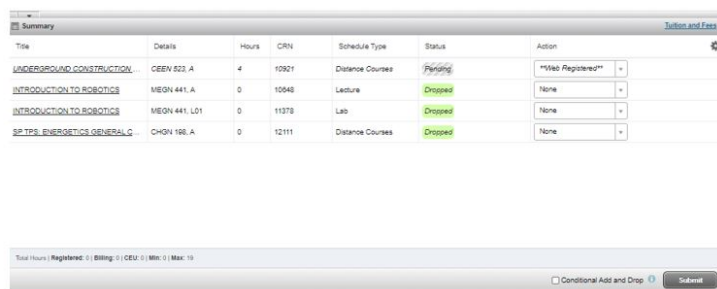 Summary Tuition and Fees
Title Details Hours CRN Schedule Type Status Action
UNDERGROUND CONSTRUCTION ... CEEN 523, A 4 10921 Distance Courses Pending **Web Registered**
INTRODUCTION TO ROBOTICS MEGN 441, A 0 10648 Lecture Dropped None
INTRODUCTION TO ROBOTICS MEGN 441, L01 0 11378 Lab Dropped None
SP TPS: ENERGETICS GENERAL C... CHGN 198, A 0 12111 Distance Courses Dropped None
Total Hours | Registered: 0 | Billing: 0 | CEU: 0 | Min: 0 | Max: 19
Conditional Add and Drop Submit